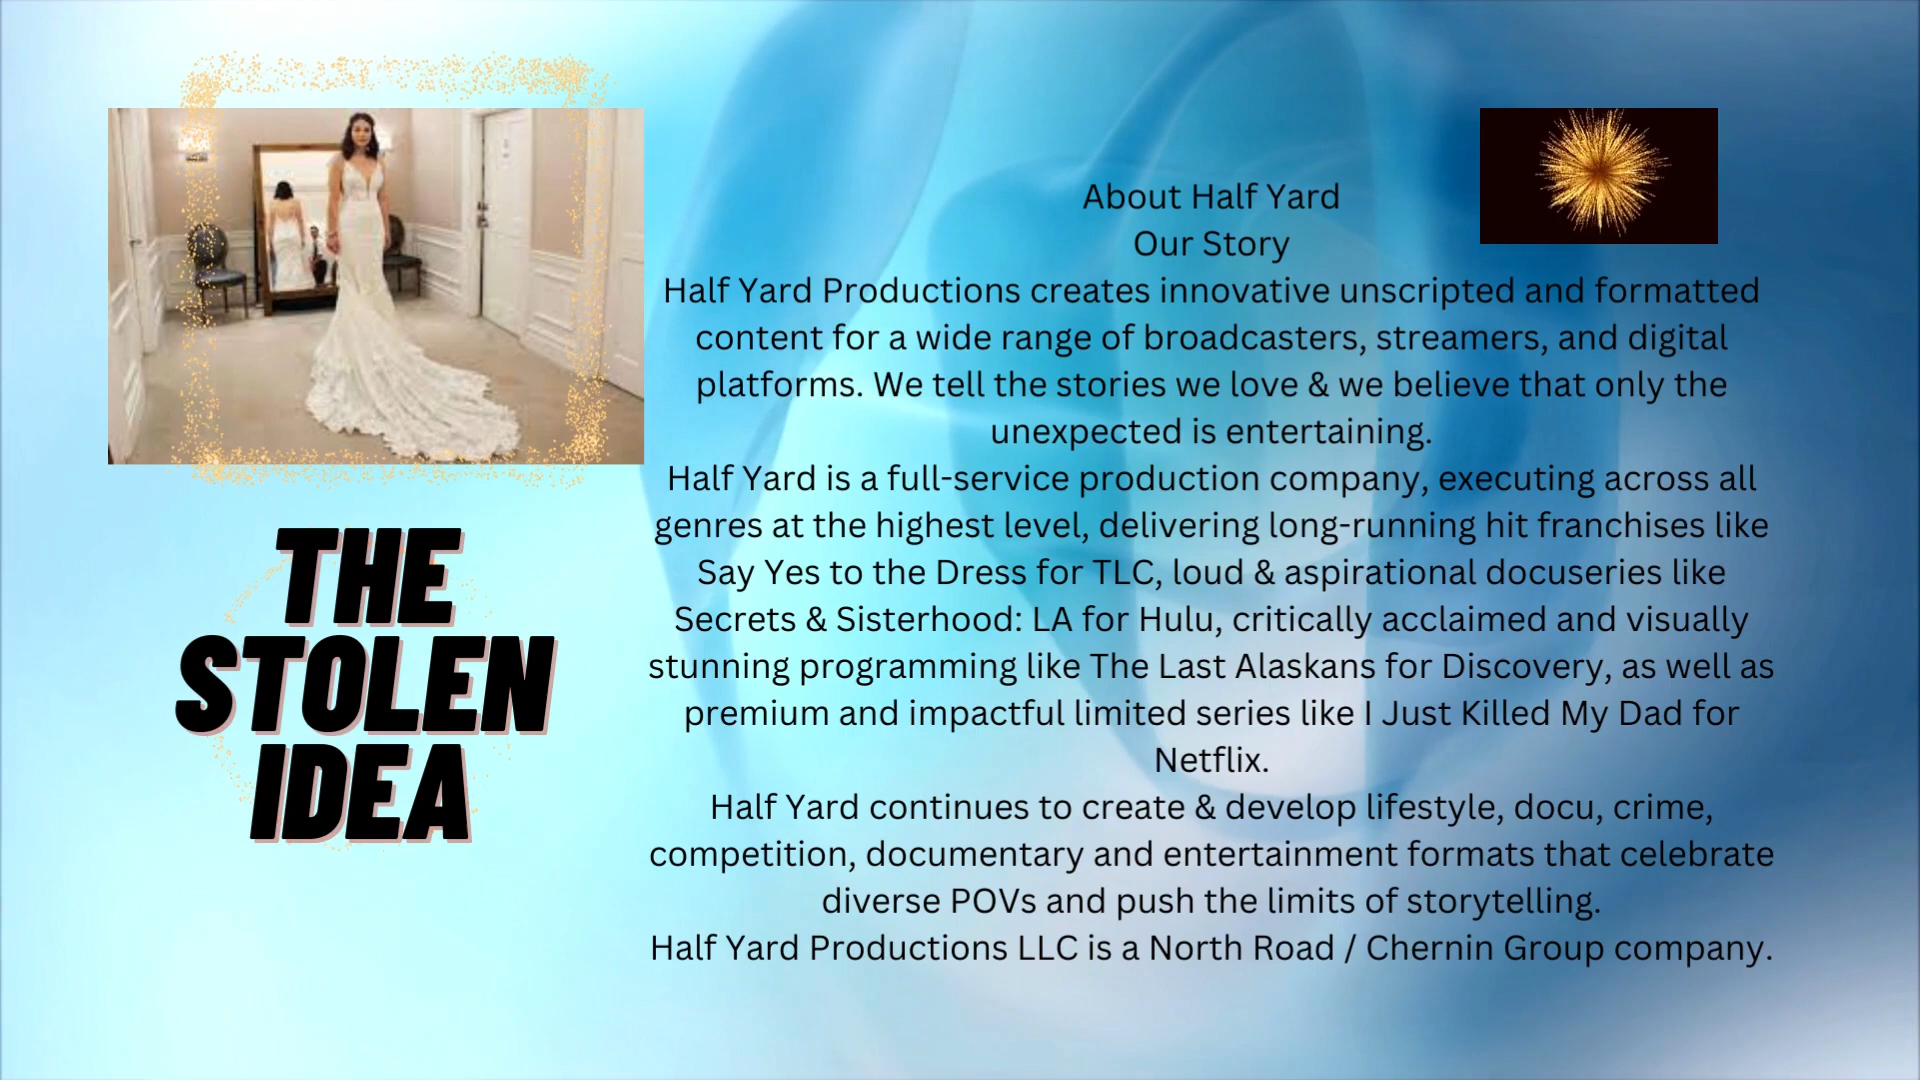 THE
STOLEN
IDEA
About Half Yard
Our Story
Half Yard Productions creates innovative unscripted and formatted
content for a wide range of broadcasters, streamers, and digital
platforms. We tell the stories we love & we believe that only the
unexpected is entertaining.
Half Yard is a full-service production company, executing across all
genres at the highest level, delivering long-running hit franchises like
Say Yes to the Dress for TLC, loud & aspirational docuseries like
Secrets & Sisterhood: LA for Hulu, critically acclaimed and visually
stunning programming like The Last Alaskans for Discovery, as well as
premium and impactful limited series like I Just Killed My Dad for
Netflix.
Half Yard continues to create & develop lifestyle, docu, crime,
competition, documentary and entertainment formats that celebrate
diverse POVs and push the limits of storytelling.
Half Yard Productions LLC is a North Road / Chernin Group company.